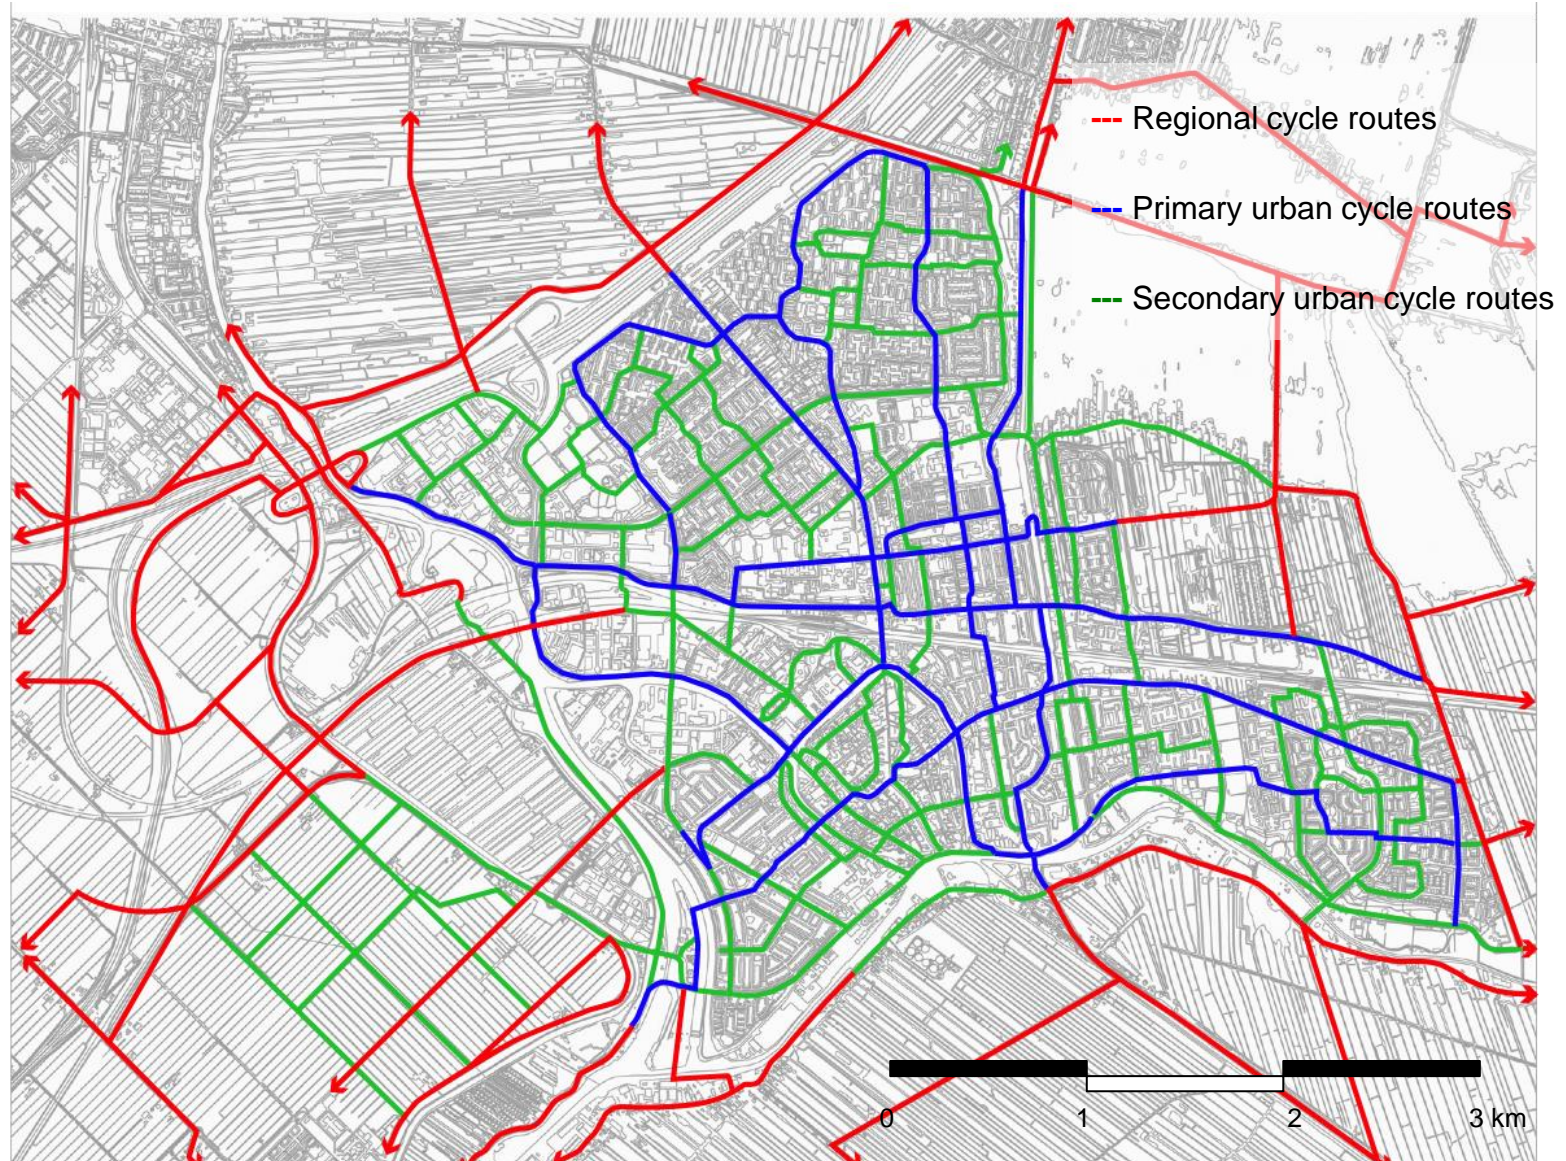 --- Regional cycle routes
--- Primary urban cycle routes
--- Secondary urban cycle routes
0 1 2 3 km